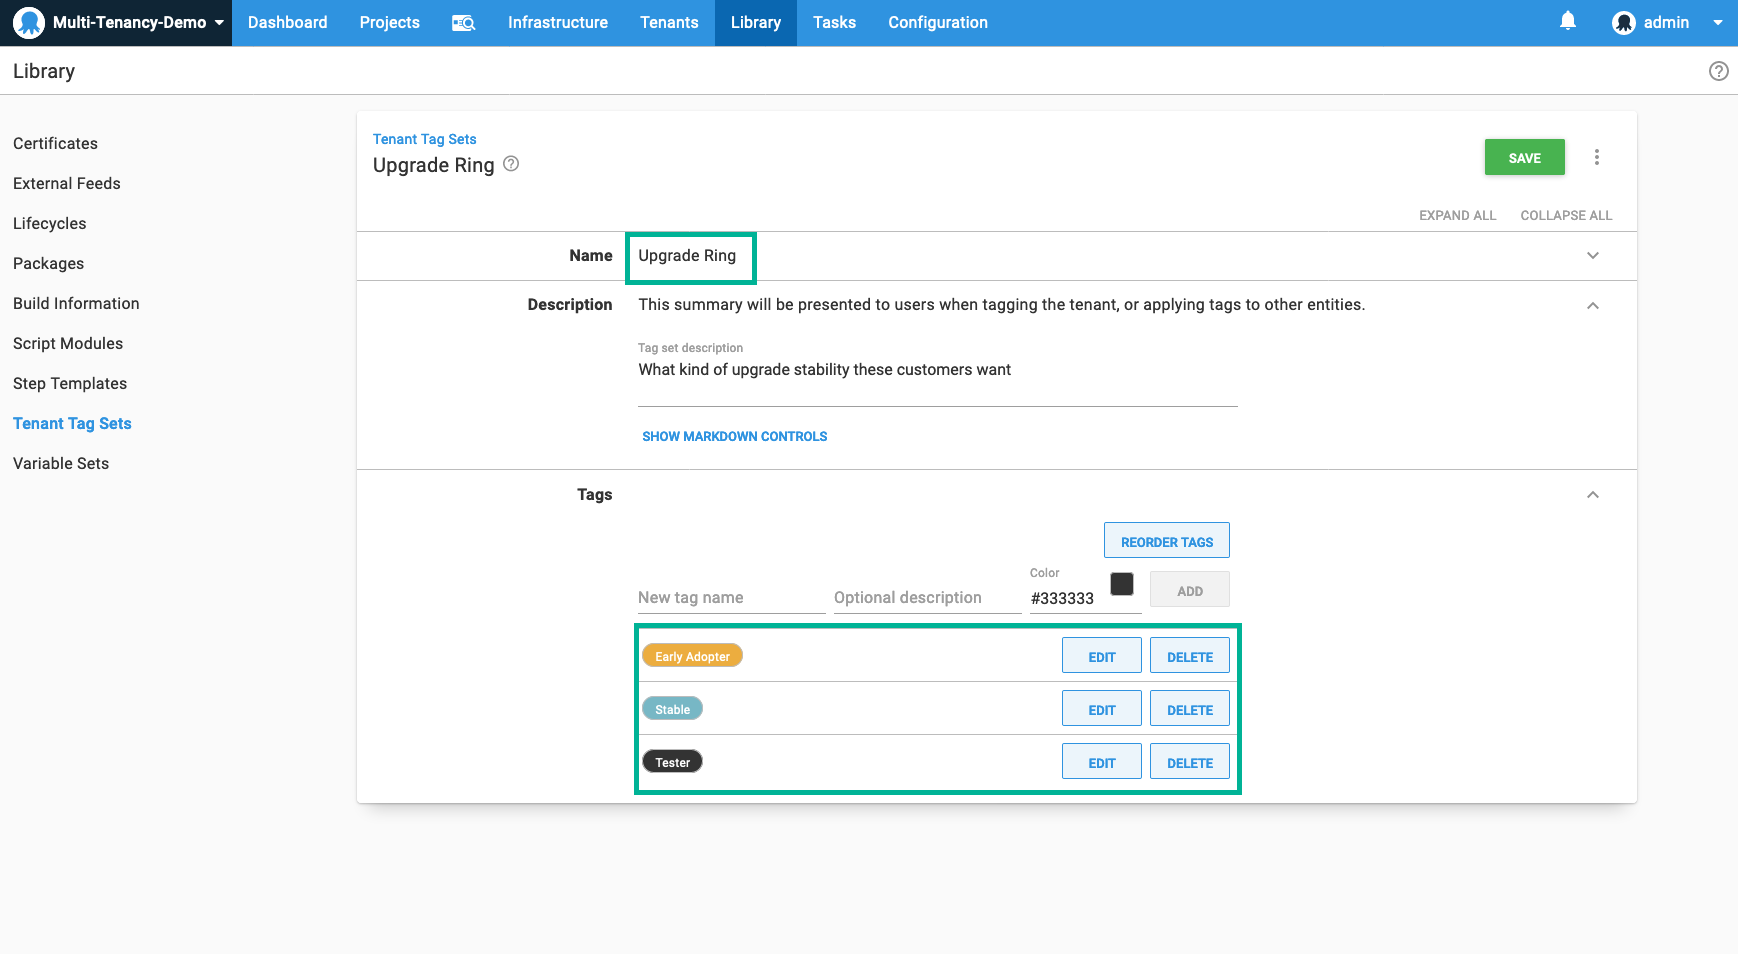 Multi-Tenancy-Demo Dashboard Projects Infrastructure Tenants Library Tasks Configuration admin
Library
Certificates
External Feeds
Lifecycles
Packages
Build Information
Script Modules
Step Templates
Tenant Tag Sets
Variable Sets
Tenant Tag Sets
Upgrade Ring
SAVE
EXPAND ALL COLLAPSE ALL
Name Upgrade Ring
Description This summary will be presented to users when tagging the tenant, or applying tags to other entities.
Tag set description
What kind of upgrade stability these customers want
SHOW MARKDOWN CONTROLS
Tags
REORDER TAGS
Color
New tag name Optional description #333333 ADD
Early Adopter EDIT DELETE
Stable EDIT DELETE
Tester EDIT DELETE